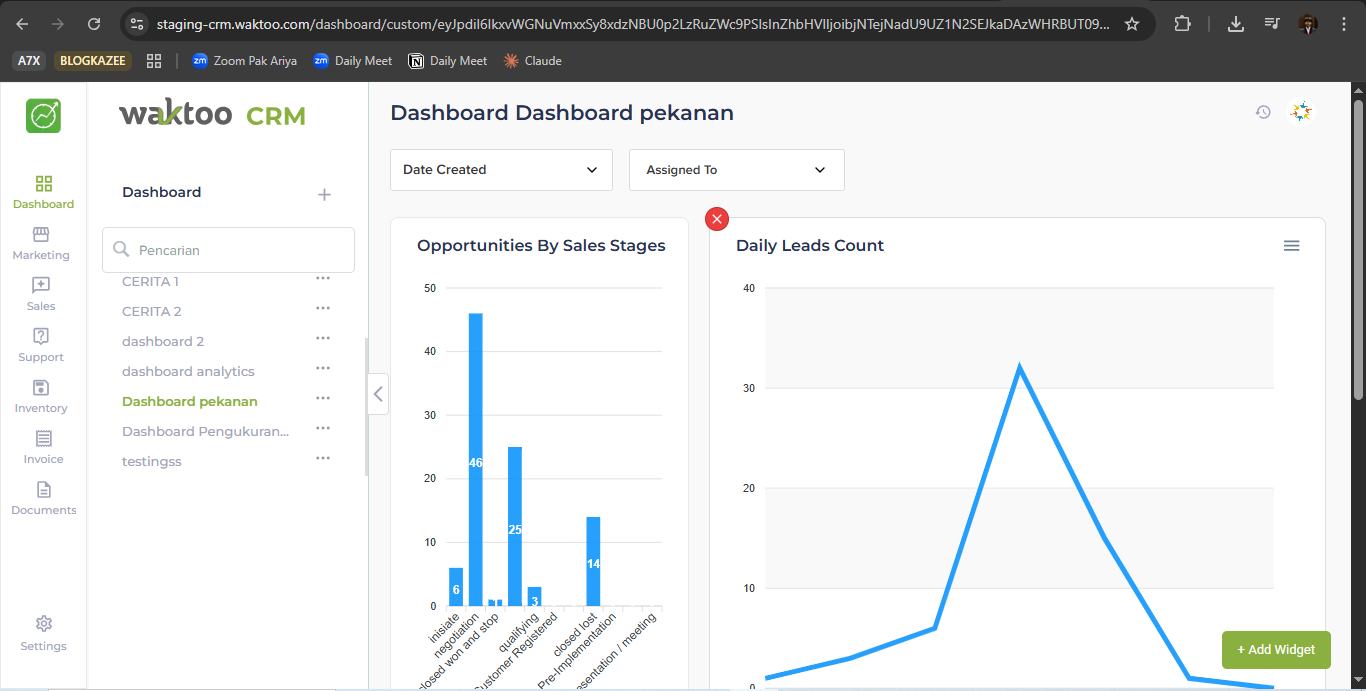 staging-crm.waktoo.com/dashboard/custom/
A7X
BLOGKAZEE
zm Zoom Pak Ariya
zm Daily Meet
Daily Meet
Claude
waktoo CRM
Dashboard
Marketing
Sales
Support
Inventory
Invoice
Documents
Settings
Dashboard
+
Pencarian
CERITA 1
CERITA 2
dashboard 2
dashboard analytics
Dashboard pekanan
Dashboard Pengukuran...
testingss
Dashboard Dashboard pekanan
Date Created
Assigned To
Opportunities By Sales Stages
50
40
30
20
10
0
6
46
25
3
14
inisiate
negotiation
closed won and stop
qualifying
Customer Registered
closed lost
Pre-Implementation
esentation / meeting
Daily Leads Count
40
30
20
10
0
+ Add Widget